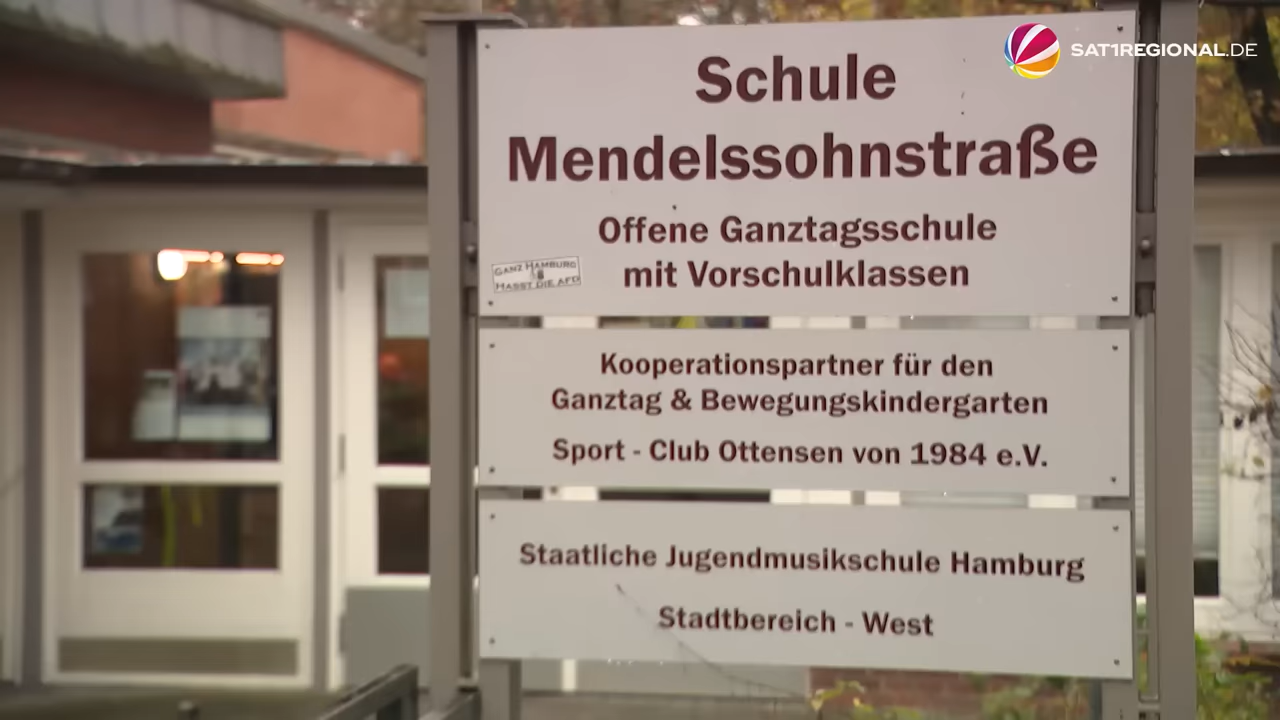 SAT1REGIONAL.DE
Schule
Mendelssohnstraße
Offene Ganztagsschule
mit Vorschulklassen
GANZ HAMBURG
HASST DIE AFD
Kooperationspartner für den
Ganztag & Bewegungskindergarten
Sport - Club Ottensen von 1984 e.V.
Staatliche Jugendmusikschule Hamburg
Stadtbereich - West